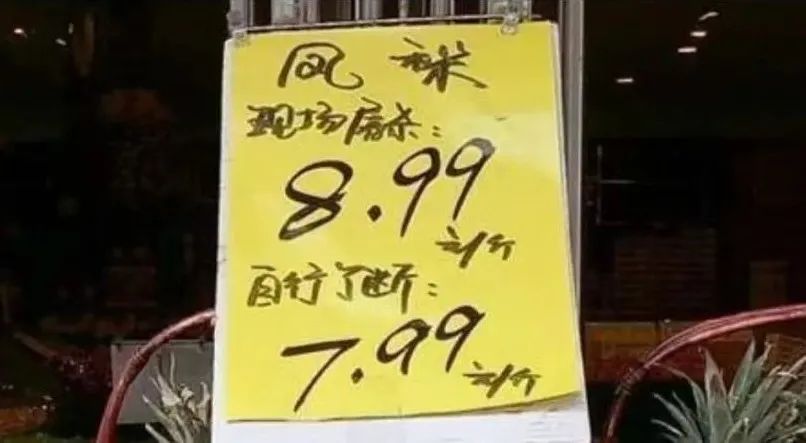 凤梨
现场屠杀：
8.99
元/斤
自行了断：
7.99
元/斤